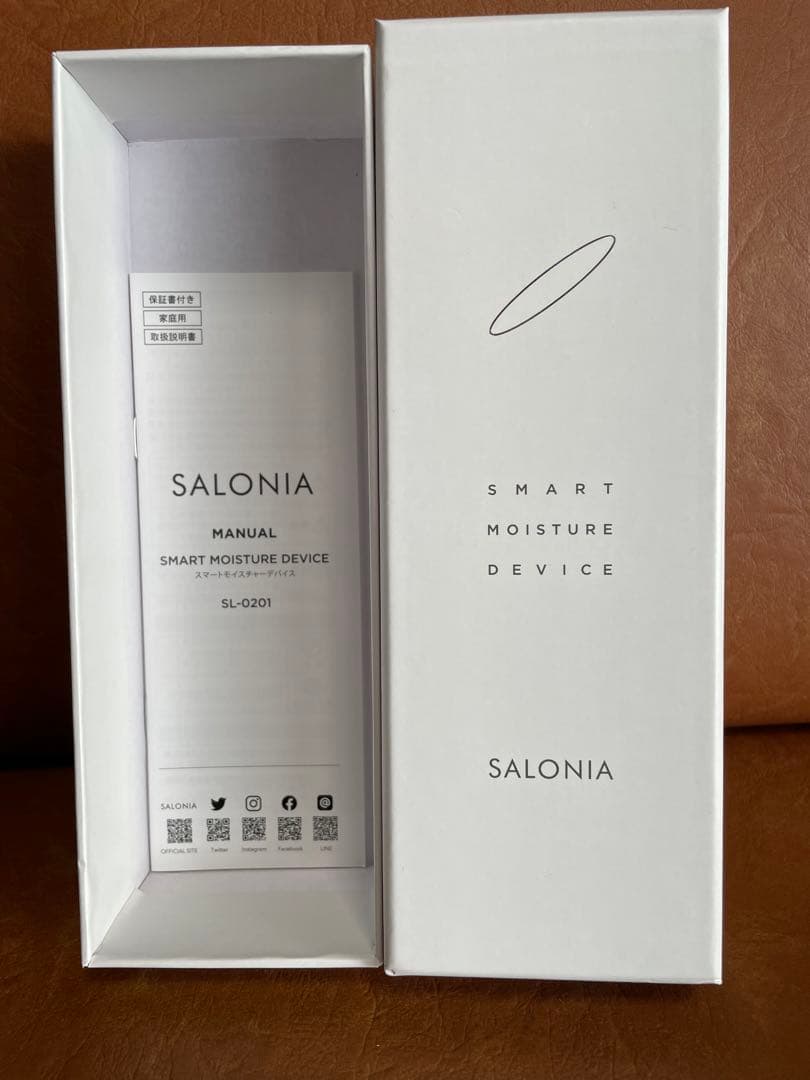 保証書付き
家庭用
取扱説明書
SALONIA
MANUAL
SMART MOISTURE DEVICE
スマートモイスチャーデバイス
SL-0201
SALONIA
OFFICIAL SITE
Twitter
Instagram
Facebook
LINE
SMART
MOISTURE
DEVICE
SALONIA